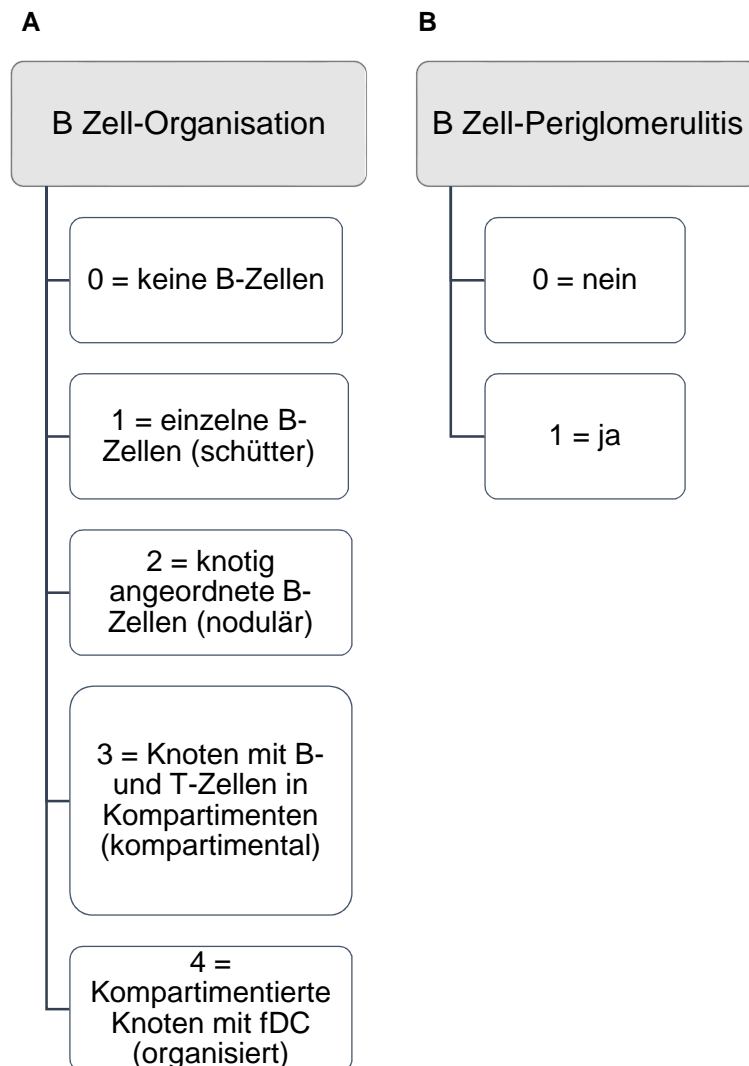 A
B Zell-Organisation
0 = keine B-Zellen
1 = einzelne B-
Zellen (schütter)
2 = knotig
angeordnete B-
Zellen (nodulär)
3 = Knoten mit B-
und T-Zellen in
Kompartimenten
(kompartimental)
4 =
Kompartimentierte
Knoten mit fDC
(organisiert)
B
B Zell-Periglomerulitis
0 = nein
1 = ja